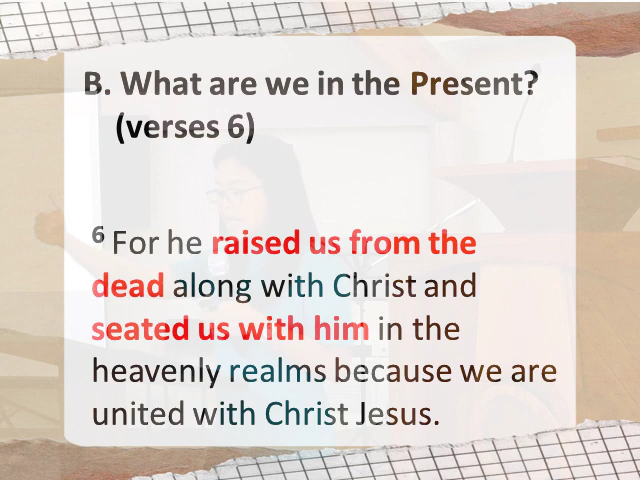 B. What are we in the Present?
(verses 6)
6 For he raised us from the
dead along with Christ and
seated us with him in the
heavenly realms because we are
united with Christ Jesus.